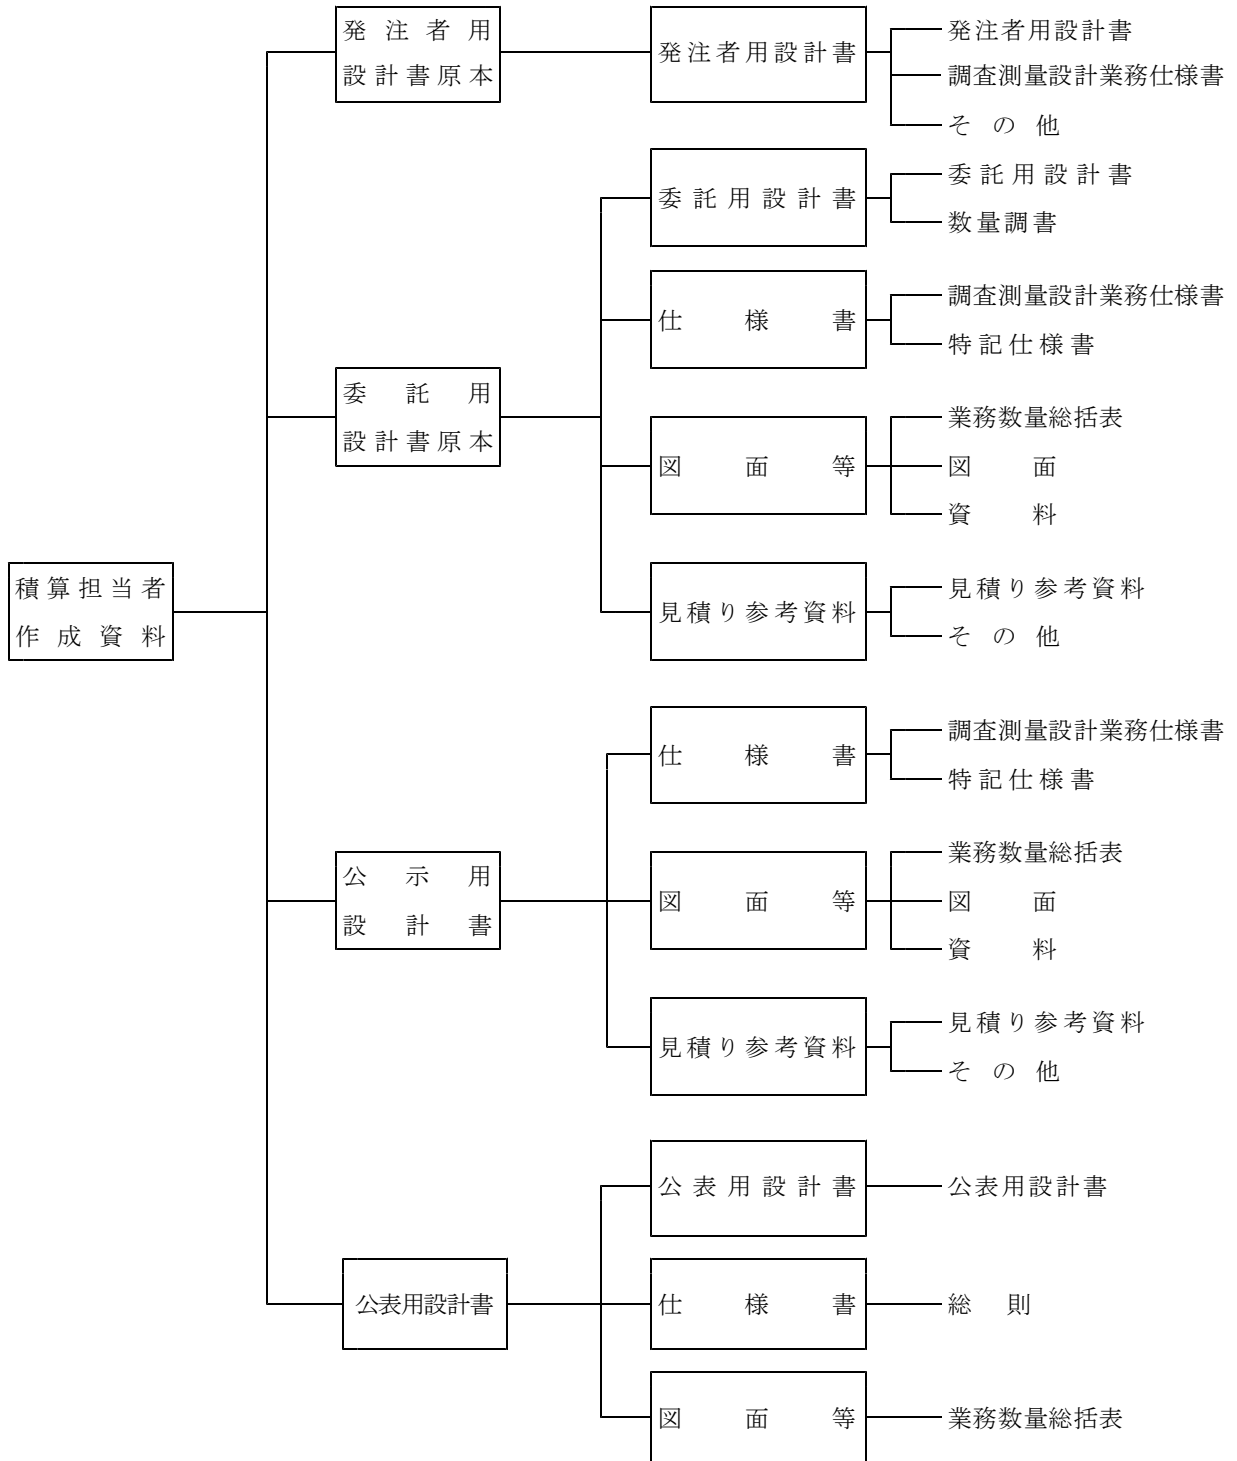 発注者用
設計書原本
発注者用設計書
発注者用設計書
調査測量設計業務仕様書
その他
委託用設計書
委託用設計書
数量調書
仕様書
調査測量設計業務仕様書
特記仕様書
委託用
設計書原本
図面等
業務数量総括表
図面
資料
見積り参考資料
見積り参考資料
その他
積算担当者
作成資料
仕様書
調査測量設計業務仕様書
特記仕様書
公示用
設計書
図面等
業務数量総括表
図面
資料
見積り参考資料
見積り参考資料
その他
公表用設計書
公表用設計書
公表用設計書
仕様書
総則
図面等
業務数量総括表